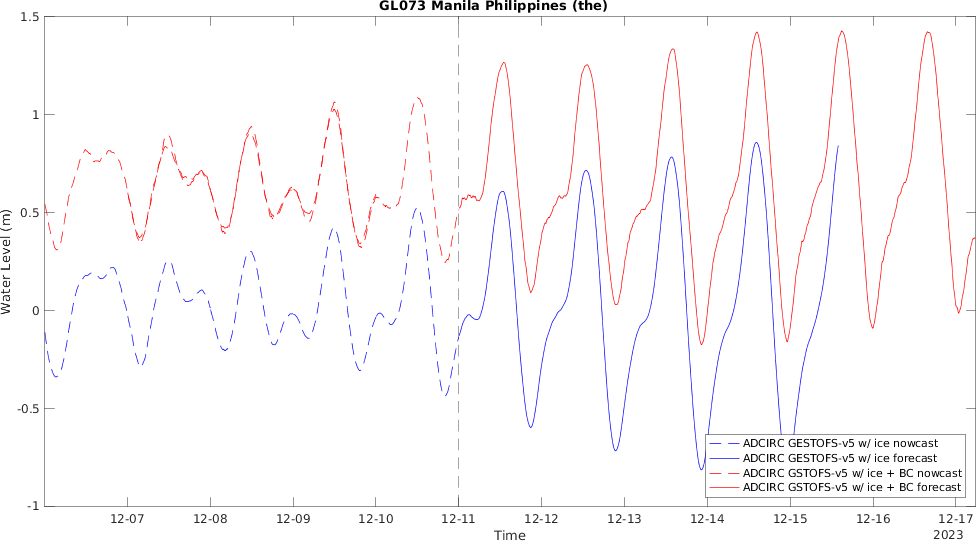 GL073 Manila Philippines (the)
1.5
1
0.5
0
-0.5
-1
Water Level (m)
ADCIRC GESTOFS-v5 w/ ice nowcast
ADCIRC GESTOFS-v5 w/ ice forecast
ADCIRC GSTOFS-v5 w/ice + BC nowcast
ADCIRC GSTOFS-v5 w/ice + BC forecast
12-07 12-08 12-09 12-10 12-11 12-12 12-13 12-14 12-15 12-16 12-17
Time 2023